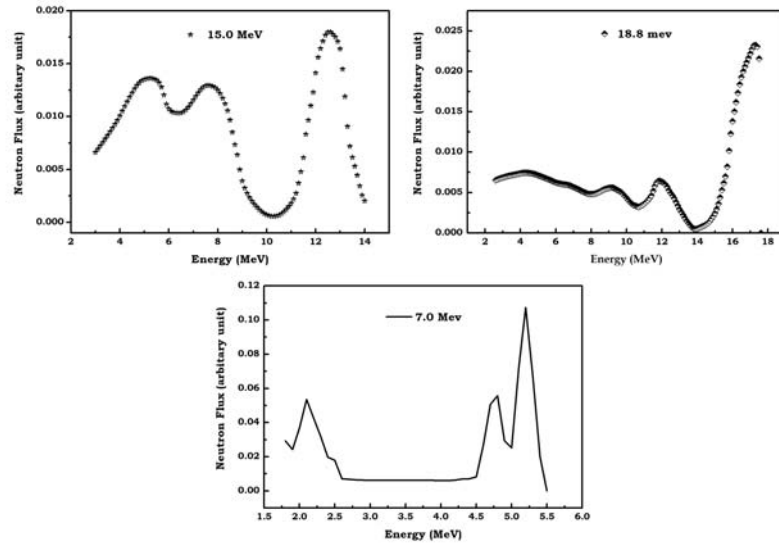 15.0 MeV
Neutron Flux (arbitary unit)
0.020
0.015
0.010
0.005
0.000
2 4 6 8 10 12 14
Energy (MeV)
18.8 mev
Neutron Flux (arbitary unit)
0.025
0.020
0.015
0.010
0.005
0.000
2 4 6 8 10 12 14 16 18
Energy (MeV)
7.0 Mev
Neutron Flux (arbitary unit)
0.12
0.10
0.08
0.06
0.04
0.02
0.00
1.5 2.0 2.5 3.0 3.5 4.0 4.5 5.0 5.5 6.0
Energy (MeV)